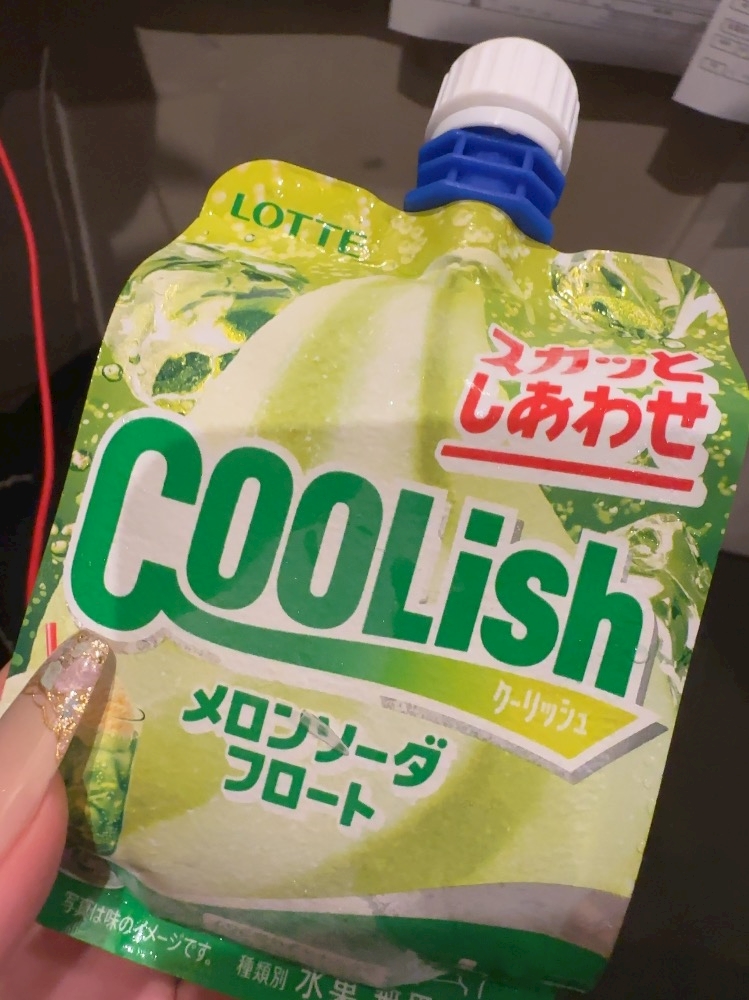 LOTTE
スカッと
しあわせ
COOLish
クーリッシュ
メロンソーダ
フロート
写真は味のイメージです。
種類別 氷菓